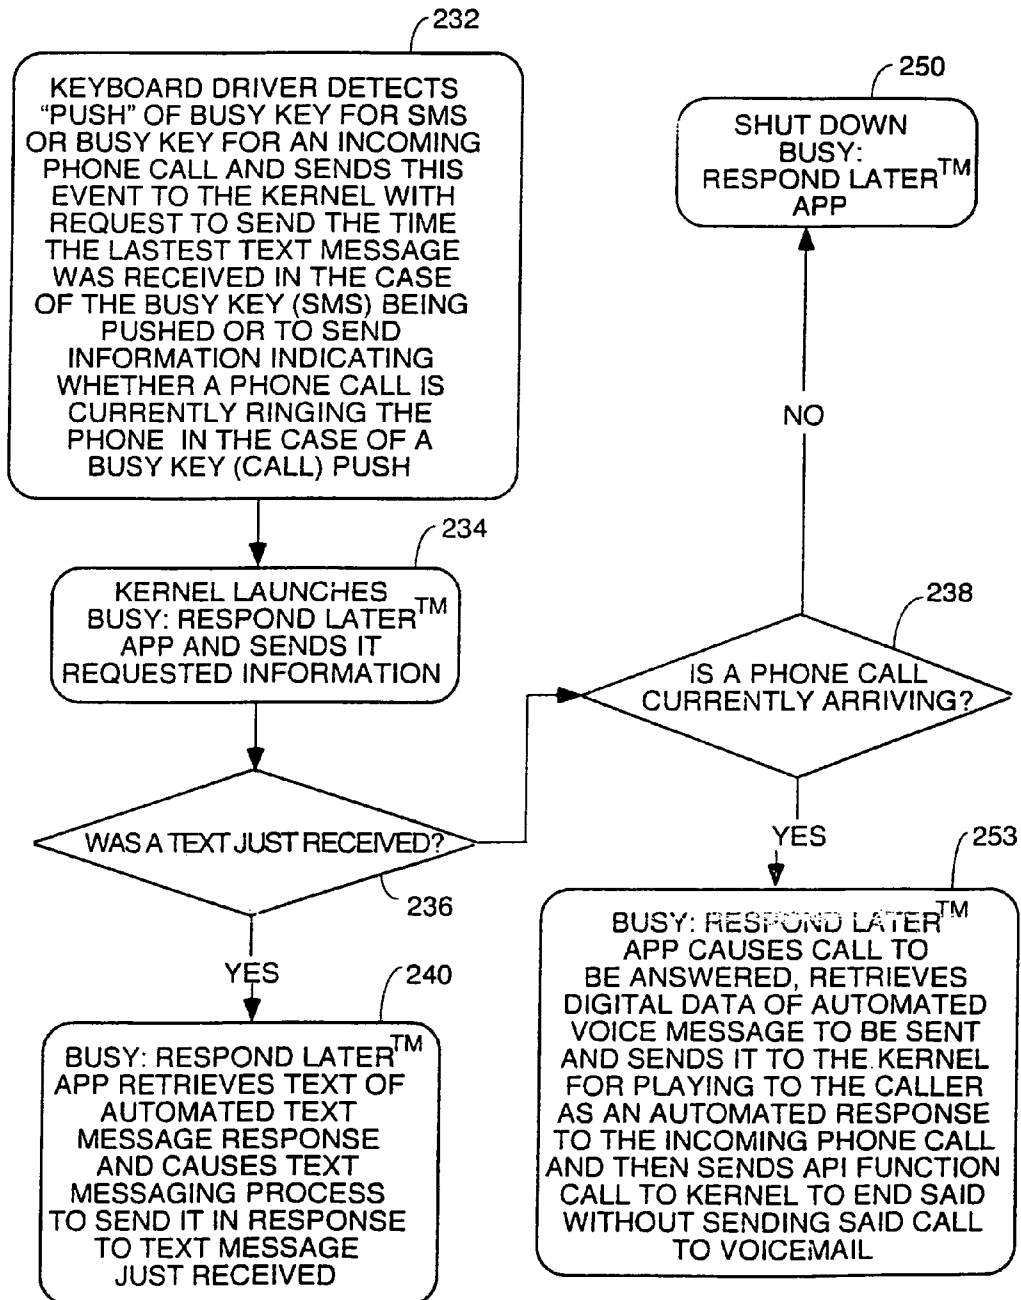 232
KEYBOARD DRIVER DETECTS
"PUSH" OF BUSY KEY FOR SMS
OR BUSY KEY FOR AN INCOMING
PHONE CALL AND SENDS THIS
EVENT TO THE KERNEL WITH
REQUEST TO SEND THE TIME
THE LASTEST TEXT MESSAGE
WAS RECEIVED IN THE CASE
OF THE BUSY KEY (SMS) BEING
PUSHED OR TO SEND
INFORMATION INDICATING
WHETHER A PHONE CALL IS
CURRENTLY RINGING THE
PHONE IN THE CASE OF A
BUSY KEY (CALL) PUSH
234
KERNEL LAUNCHES
BUSY: RESPOND LATER™
APP AND SENDS IT
REQUESTED INFORMATION
WAS A TEXT JUST RECEIVED?
236
YES
240
BUSY: RESPOND LATER™
APP RETRIEVES TEXT OF
AUTOMATED TEXT
MESSAGE RESPONSE
AND CAUSES TEXT
MESSAGING PROCESS
TO SEND IT IN RESPONSE
TO TEXT MESSAGE
JUST RECEIVED
250
SHUT DOWN
BUSY:
RESPOND LATER™
APP
NO
238
IS A PHONE CALL
CURRENTLY ARRIVING?
YES
253
BUSY: RESPOND LATER™
APP CAUSES CALL TO
BE ANSWERED, RETRIEVES
DIGITAL DATA OF AUTOMATED
VOICE MESSAGE TO BE SENT
AND SENDS IT TO THE KERNEL
FOR PLAYING TO THE CALLER
AS AN AUTOMATED RESPONSE
TO THE INCOMING PHONE CALL
AND THEN SENDS API FUNCTION
CALL TO KERNEL TO END SAID
WITHOUT SENDING SAID CALL
TO VOICEMAIL